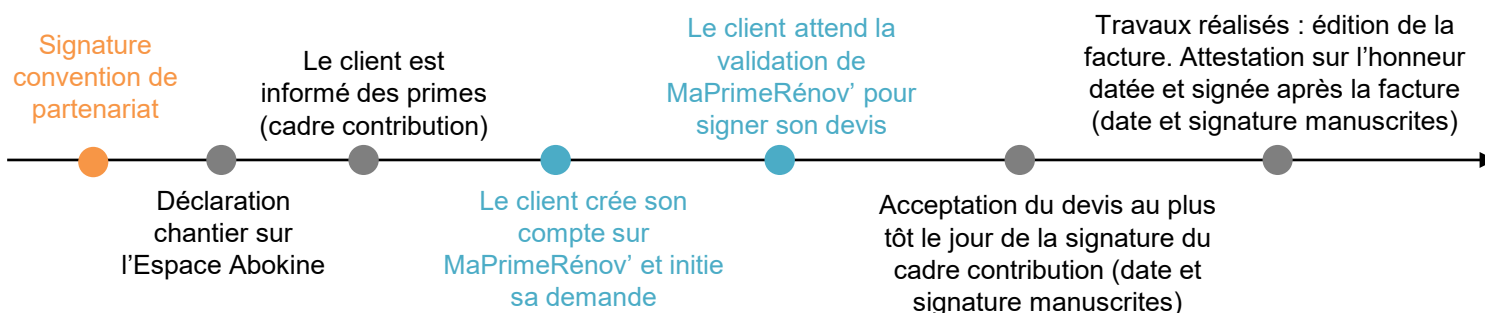 Signature
convention de
partenariat
Déclaration
chantier sur
l’Espace Abokine
Le client est
informé des primes
(cadre contribution)
Le client crée son
compte sur
MaPrimeRénov’ et initie
sa demande
Le client attend la
validation de
MaPrimeRénov’ pour
signer son devis
Acceptation du devis au plus
tôt le jour de la signature du
cadre contribution (date et
signature manuscrites)
Travaux réalisés : édition de la
facture. Attestation sur l’honneur
datée et signée après la facture
(date et signature manuscrites)